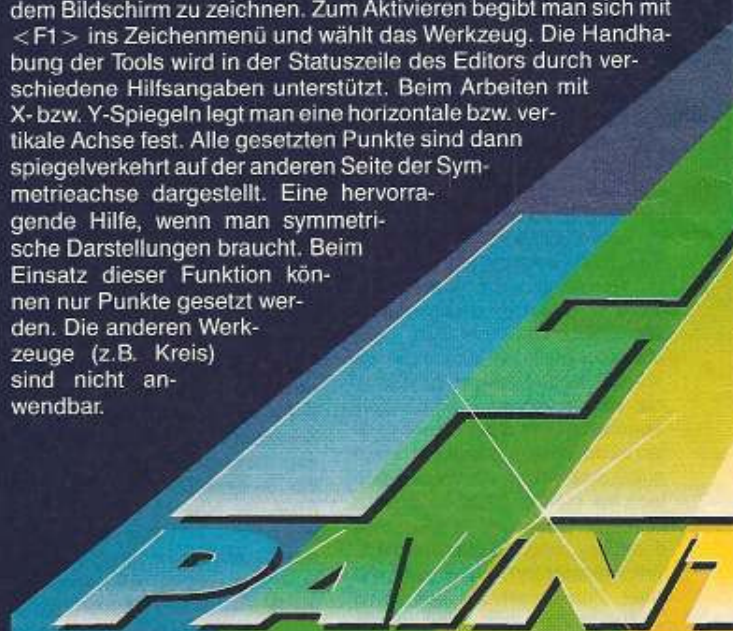 dem Bildschirm zu zeichnen. Zum Aktivieren begibt man sich mit
<F1> ins Zeichenmenü und wählt das Werkzeug. Die Handha-
bung der Tools wird in der Statuszeile des Editors durch ver-
schiedene Hilfsangaben unterstützt. Beim Arbeiten mit
X- bzw. Y-Spiegeln legt man eine horizontale bzw. ver-
tikale Achse fest. Alle gesetzten Punkte sind dann
spiegelverkehrt auf der anderen Seite der Sym-
metrieachse dargestellt. Eine hervorra-
gende Hilfe, wenn man symmetri-
sche Darstellungen braucht. Beim
Einsatz dieser Funktion kön-
nen nur Punkte gesetzt wer-
den. Die anderen Werk-
zeuge (z.B. Kreis)
sind nicht an-
wendbar.
PAINT